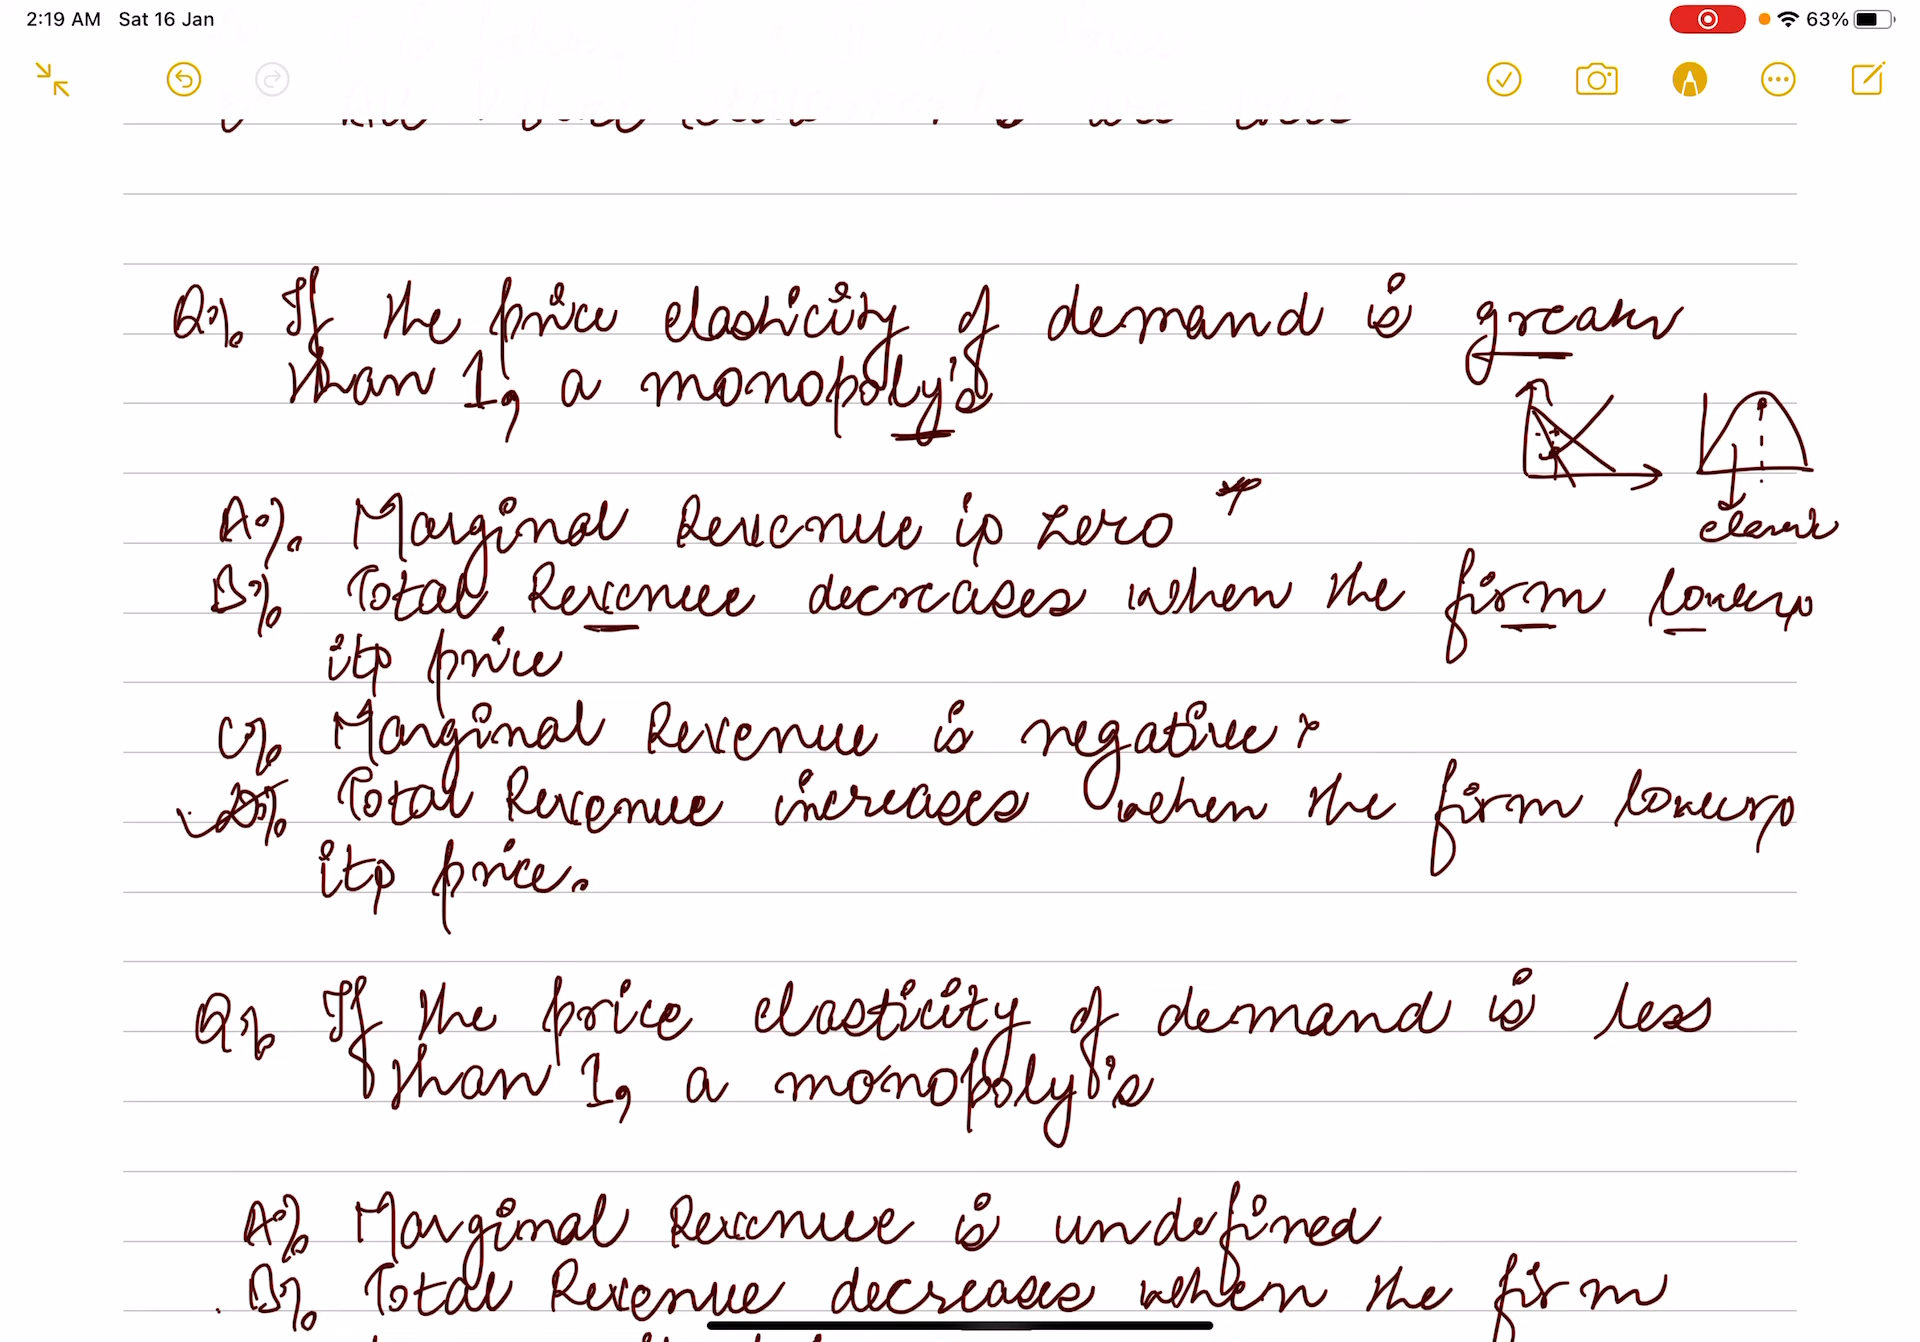 2:19 AM Sat 16 Jan
63%
Q% If the price elasticity of demand is greater
than 1, a monopoly's
A% Marginal Revenue is zero
elastic
B% Total Revenue decreases when the firm lowers
its price
C% Marginal Revenue is negative
D% Total Revenue increases when the firm lowers
its price.
Q% If the price elasticity of demand is less
than 1, a monopoly's
A% Marginal Revenue is undefined
B% Total Revenue decreases when the firm